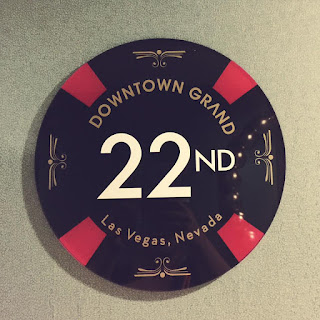 DOWNTOWN GRAND
22ND
Las Vegas, Nevada